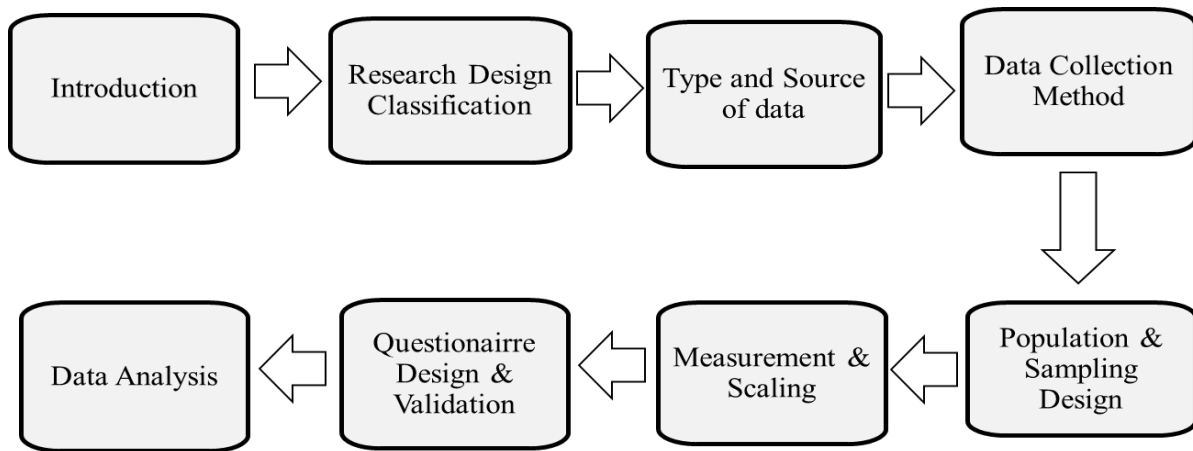 Introduction
Research Design
Classification
Type and Source
of data
Data Collection
Method
Population &
Sampling
Design
Measurement &
Scaling
Questionairre
Design &
Validation
Data Analysis